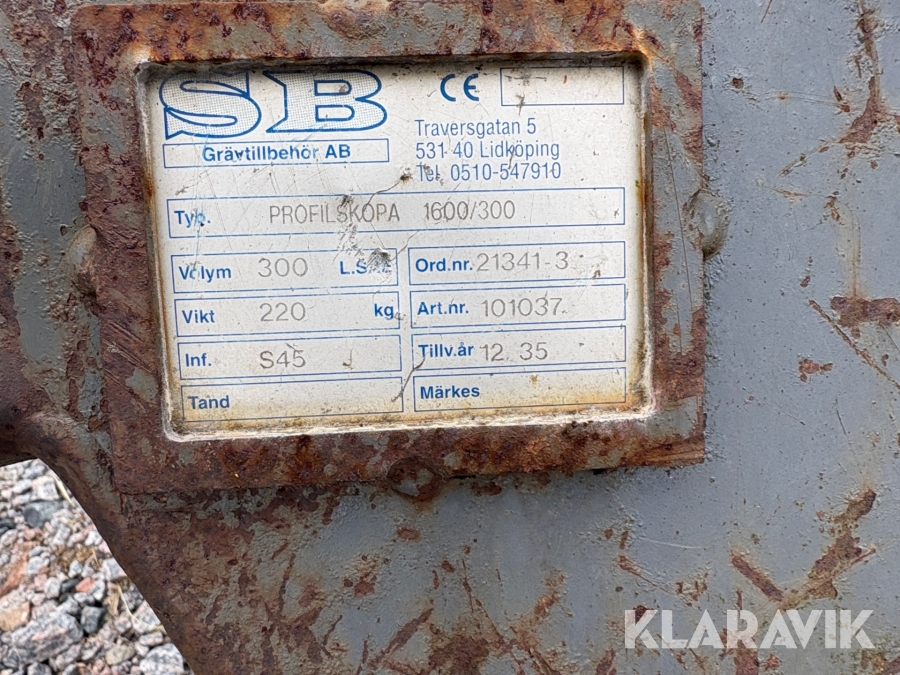 SB
Grävtillbehör AB
CE
Traversgatan 5
531 40 Lidköping
Tel. 0510-547910
Typ. PROFILSKOPA 1600/300
Volym 300 L.SAE
Ord.nr. 21341-3
Vikt 220 kg
Art.nr. 101037
Inf. S45
Tillv.år 12 35
Tand
Märkes
KLARAVIK